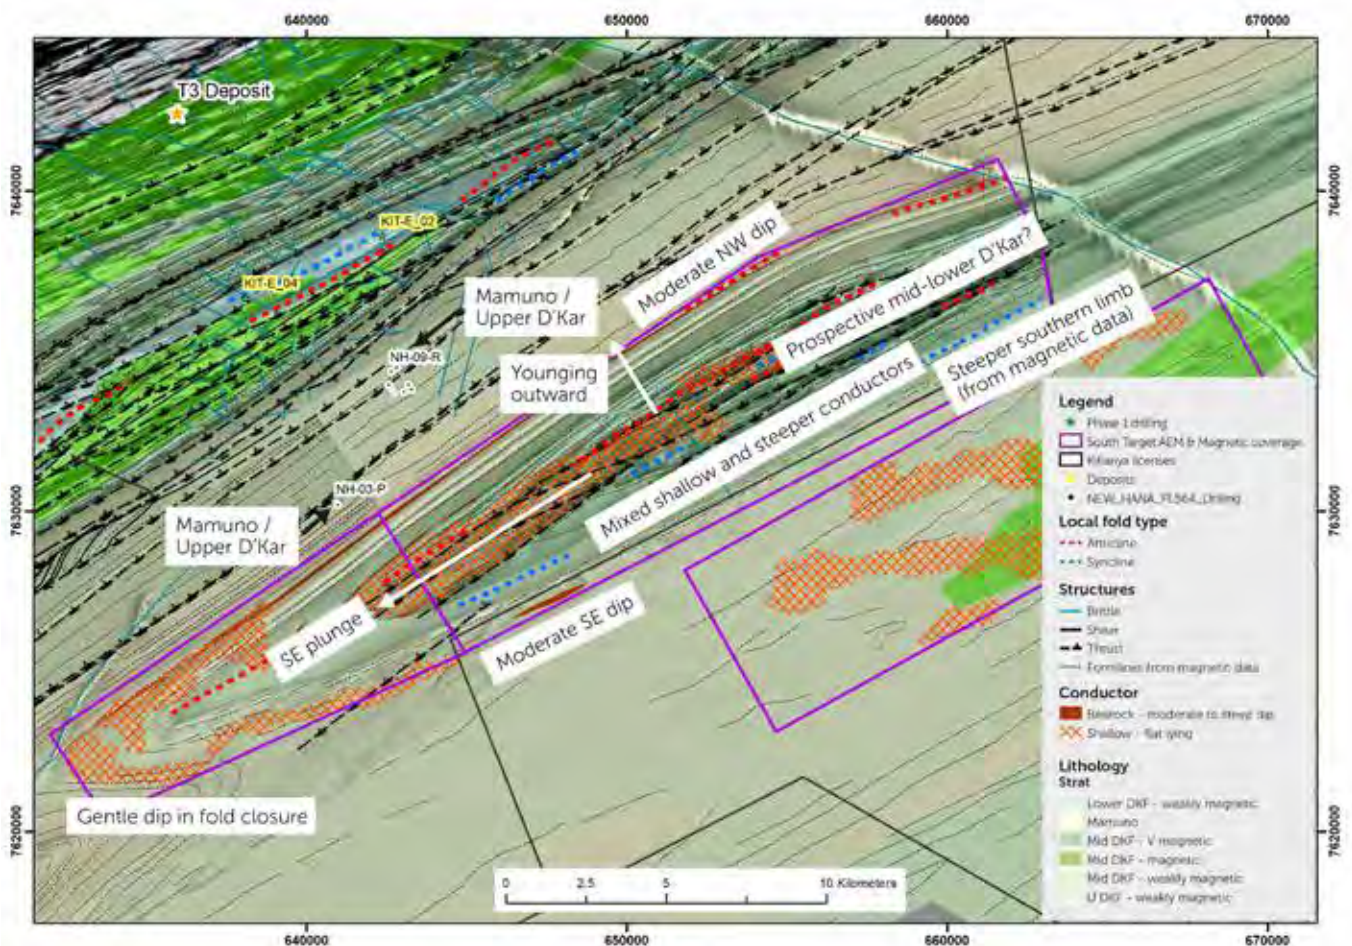 640000
650000
660000
670000
7640000
7640000
T3 Deposit
KIT-E_02
KIT-E_04
Moderate NW dip
Mamuno /
Upper D'Kar
Prospective mid-lower D'Kar?
NH-09-R
Younging
outward
Steeper southern limb
(from magnetic data)
Mixed shallow and steeper conductors
NH-03-P
7630000
7630000
Mamuno /
Upper D'Kar
SE plunge
Moderate SE dip
Gentle dip in fold closure
7620000
7620000
0
2.5
5
10 Kilometers
Legend
Phase 1 drilling
South Target AEM & Magnetic coverage
licenses
Deposits
NEW_HANA_PL564_Drilling
Local fold type
Anticline
Syncline
Structures
Brittle
Shear
Thrust
Formlines from magnetic data
Conductor
Bedrock - moderate to steep dip
Shallow - flat lying
Lithology
Strat
Lower DKF - weakly magnetic
Mamuno
Mid DKF - V magnetic
Mid DKF - magnetic
Mid DKF - weakly magnetic
U DKF - weakly magnetic
640000
650000
660000
670000